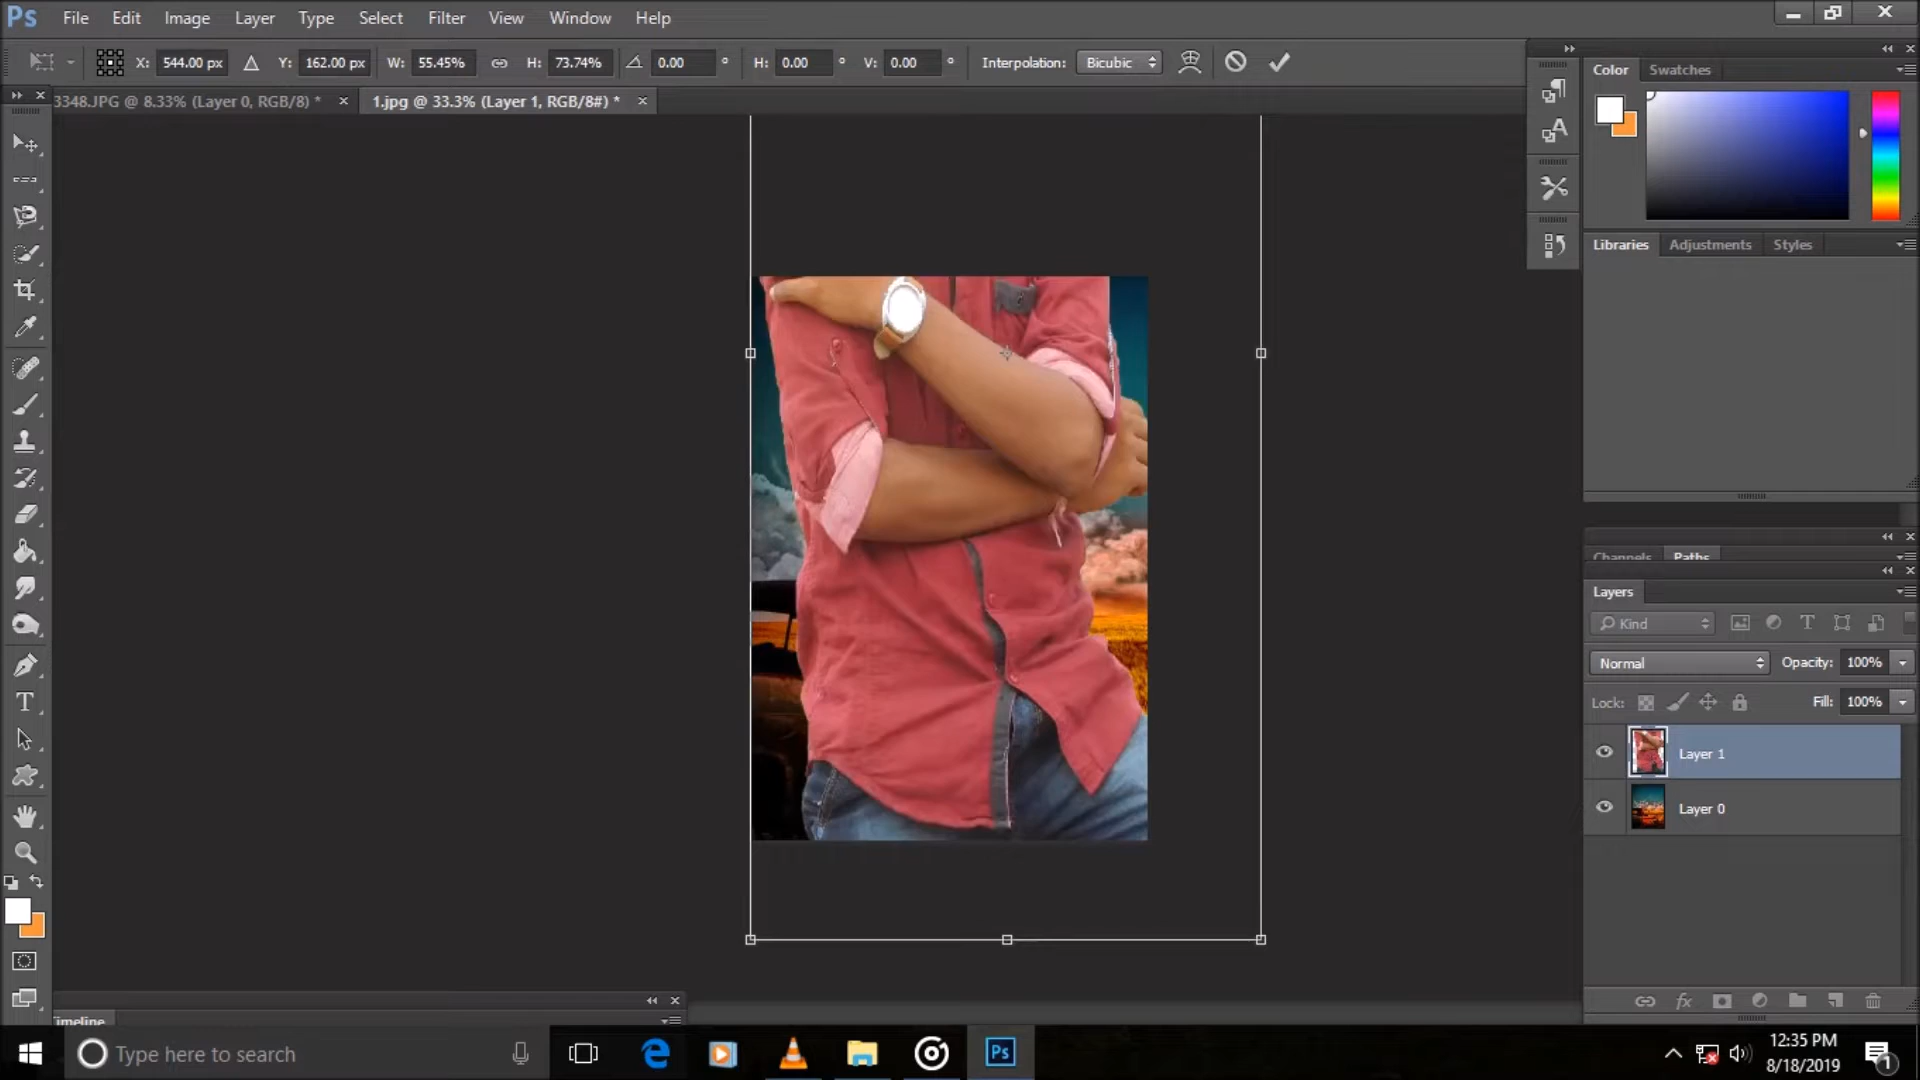 Ps File Edit Image Layer Type Select Filter View Window Help
X: 544.00 px Y: 162.00 px W: 55.45% H: 73.74% 0.00 ° H: 0.00 ° V: 0.00 ° Interpolation: Bicubic
3348.JPG @ 8.33% (Layer 0, RGB/8) * × 1.jpg @ 33.3% (Layer 1, RGB/8#) * ×
Color Swatches
Libraries Adjustments Styles
Channels Paths
Layers
Kind
Normal Opacity: 100%
Lock: Fill: 100%
Layer 1
Layer 0
T
imeline
Type here to search
Ps
12:35 PM
8/18/2019
1